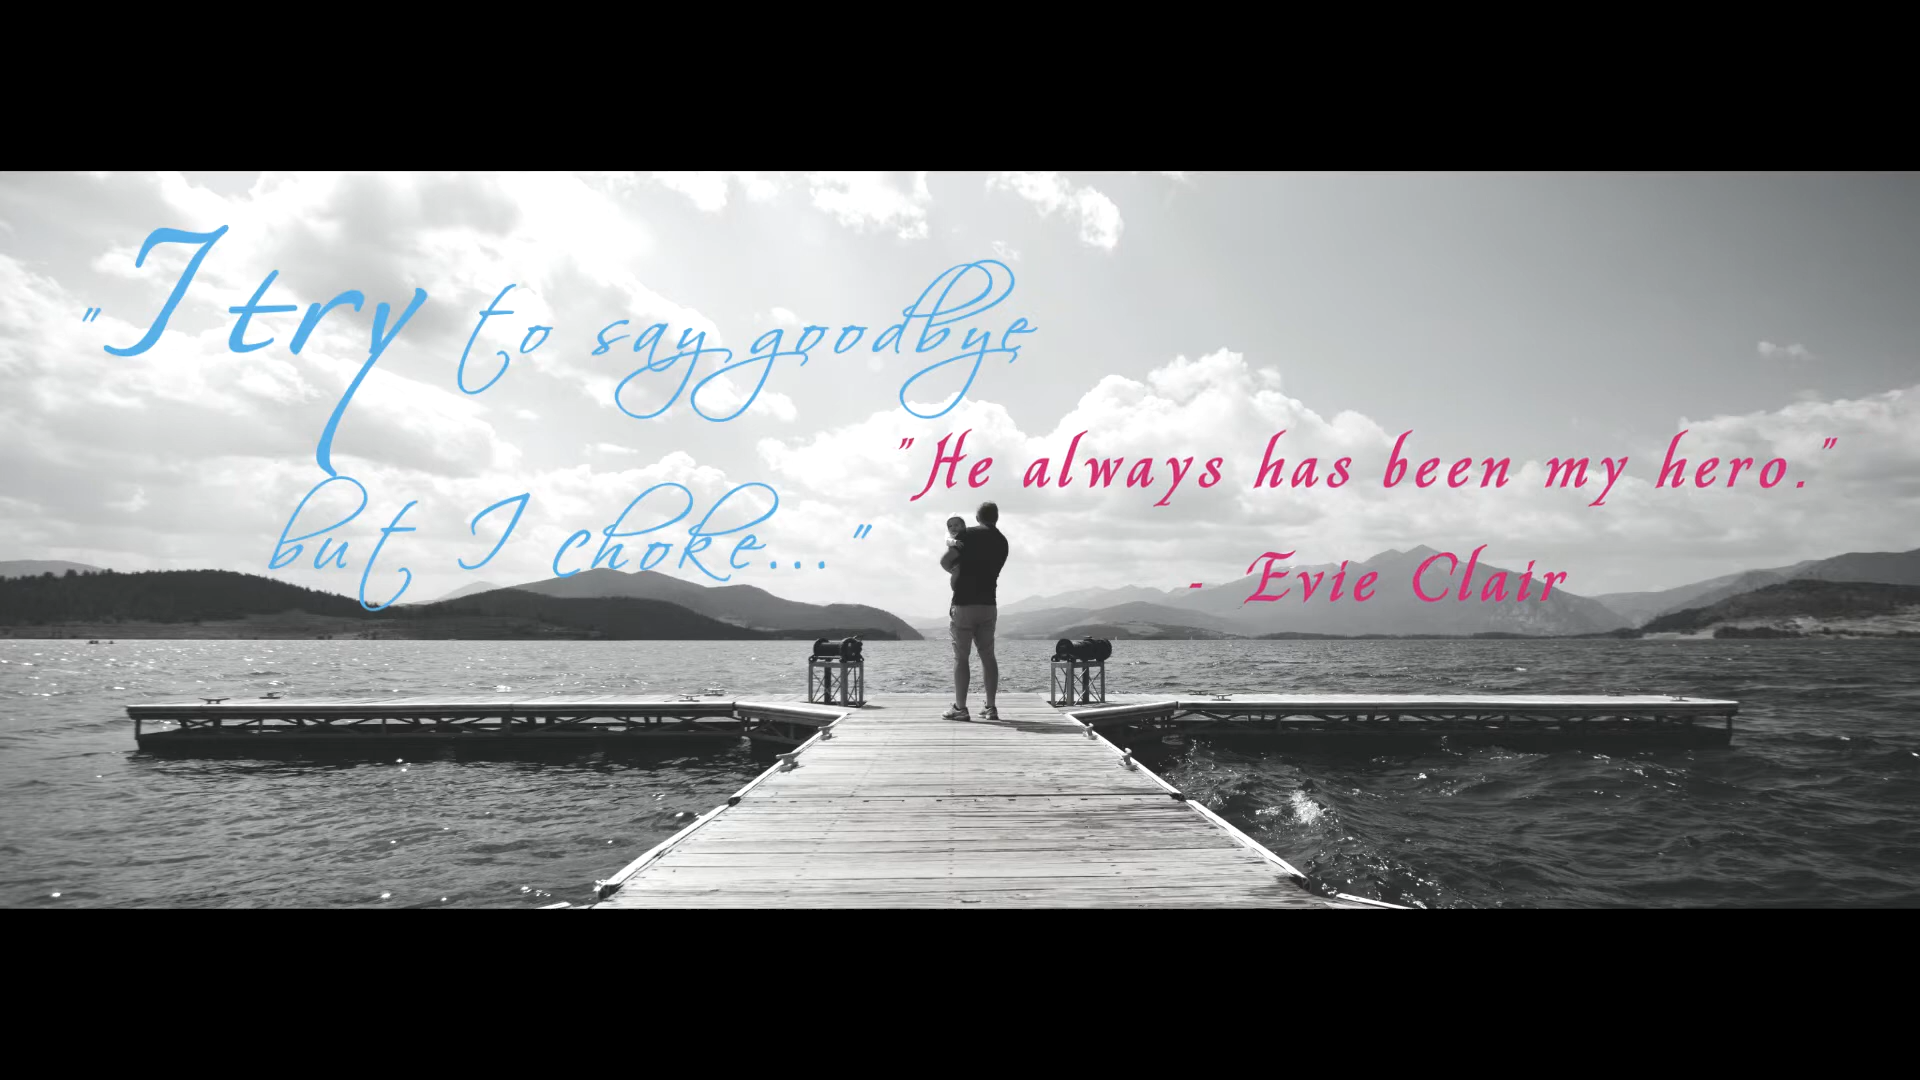 "I try to say goodbye
but I choke..."
"He always has been my hero."
- Evie Clair